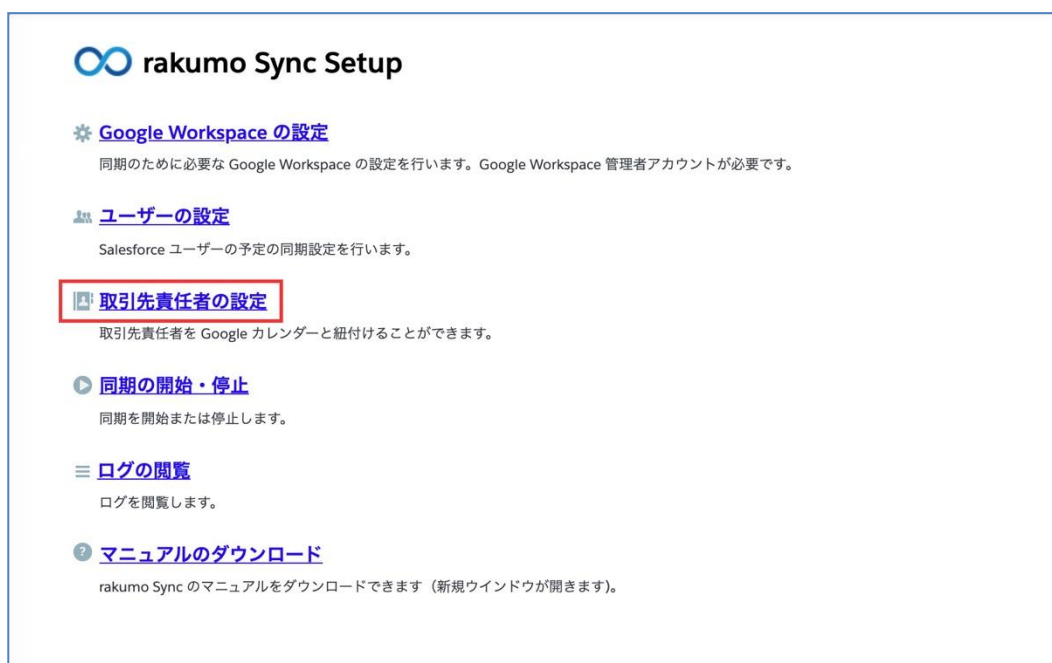 rakumo Sync Setup
Google Workspace の設定
同期のために必要な Google Workspace の設定を行います。Google Workspace 管理者アカウントが必要です。
ユーザーの設定
Salesforce ユーザーの予定の同期設定を行います。
取引先責任者の設定
取引先責任者を Google カレンダーと紐付けることができます。
同期の開始・停止
同期を開始または停止します。
ログの閲覧
ログを閲覧します。
マニュアルのダウンロード
rakumo Sync のマニュアルをダウンロードできます（新規ウインドウが開きます)。